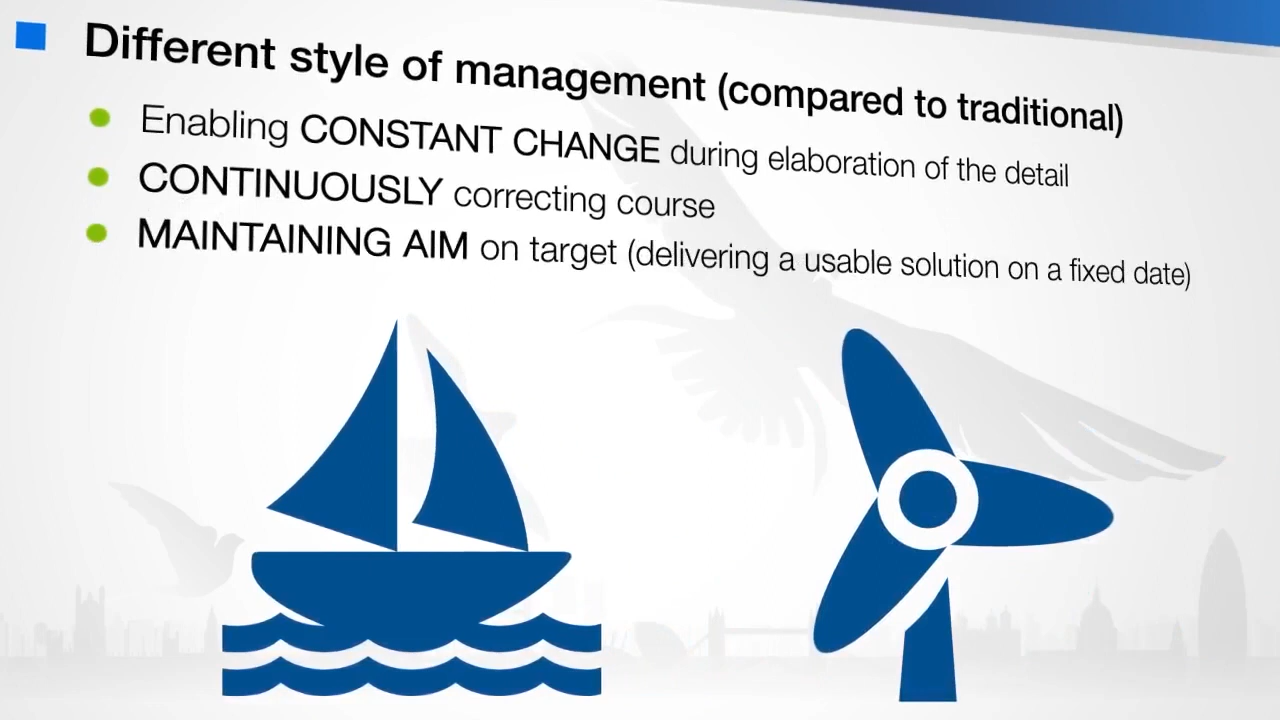 Different style of management (compared to traditional)
Enabling CONSTANT CHANGE during elaboration of the detail
CONTINUOUSLY correcting course
MAINTAINING AIM on target (delivering a usable solution on a fixed date)